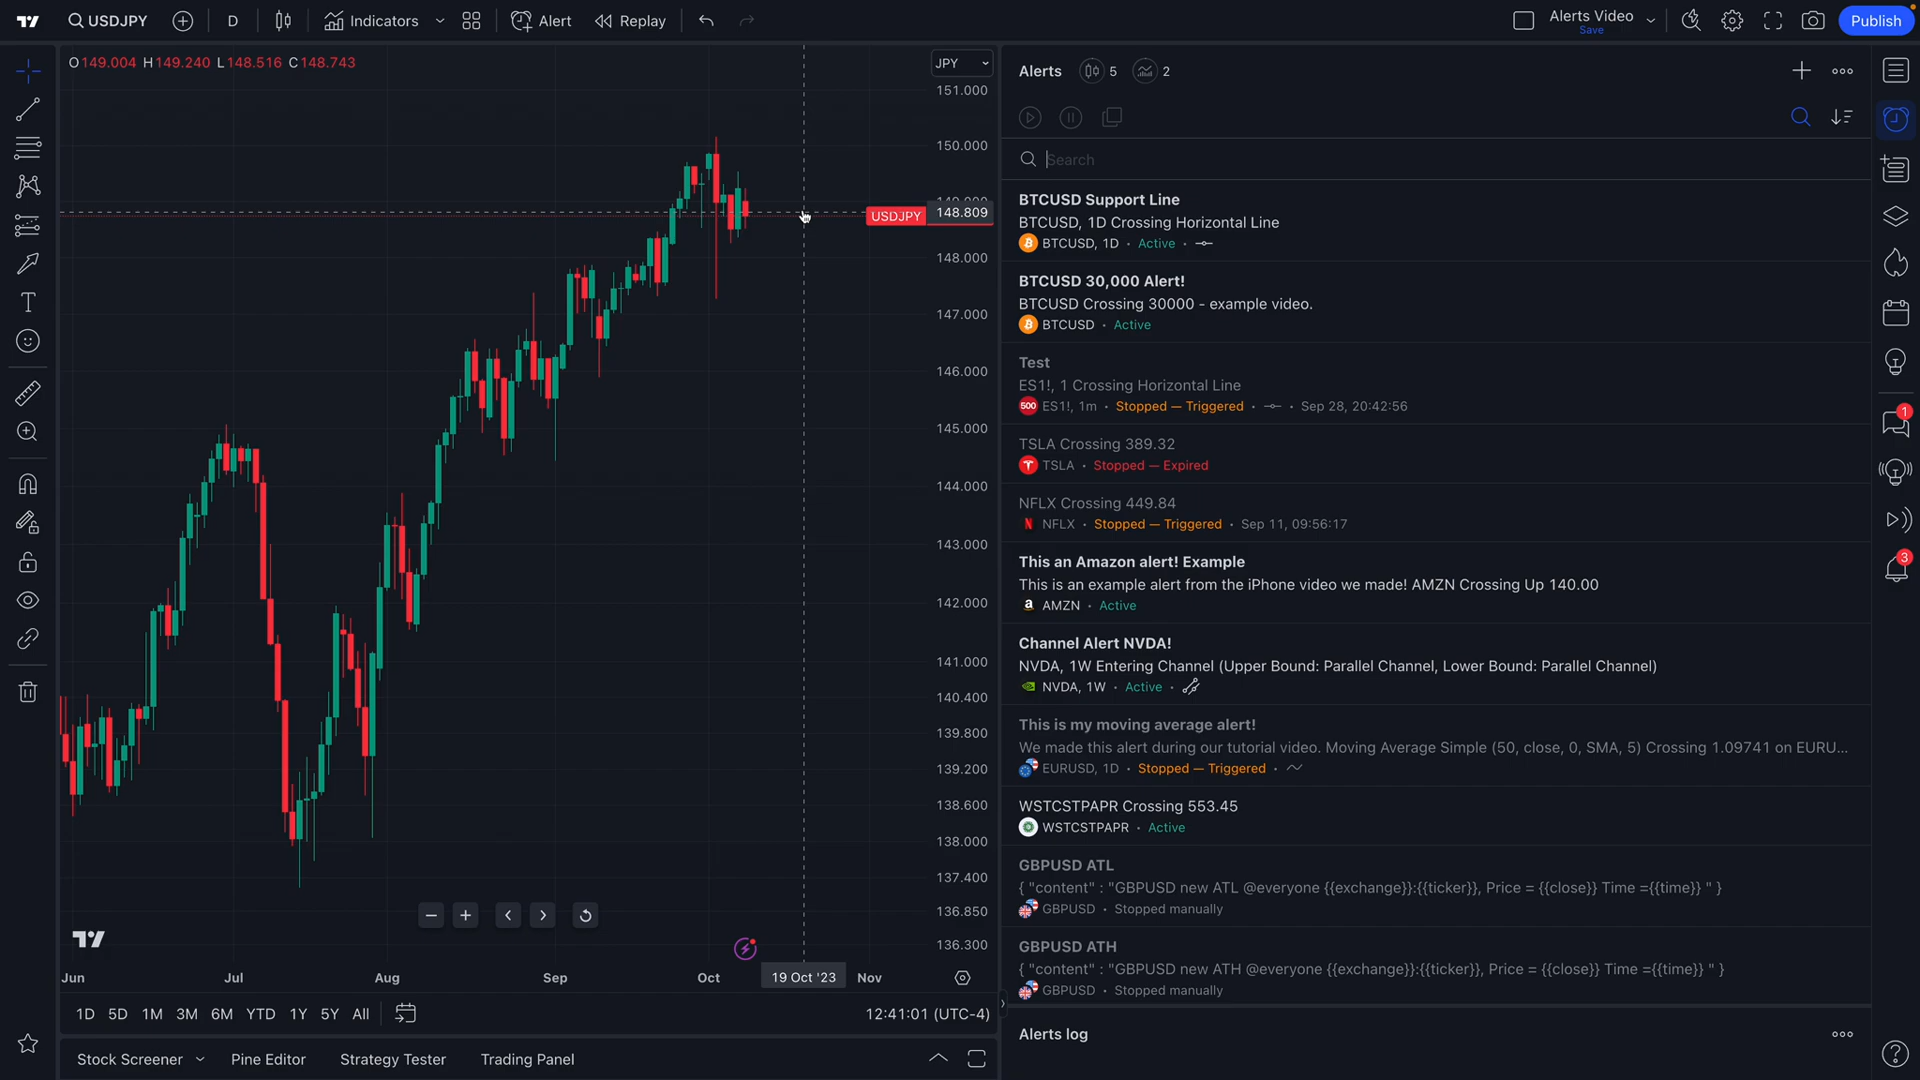 USDJPY D Indicators Alert Replay Alerts Video Save Publish
O149.004 H149.240 L148.516 C148.743
JPY
151.000
150.000
USDJPY 148.809
148.000
147.000
146.000
145.000
144.000
143.000
142.000
141.000
140.400
139.800
139.200
138.600
138.000
137.400
136.850
136.300
Jun Jul Aug Sep Oct 19 Oct '23 Nov
1D 5D 1M 3M 6M YTD 1Y 5Y All 12:41:01 (UTC-4)
Stock Screener Pine Editor Strategy Tester Trading Panel
Alerts 5 2
Search
BTCUSD Support Line
BTCUSD, 1D Crossing Horizontal Line
BTCUSD, 1D · Active ·
BTCUSD 30,000 Alert!
BTCUSD Crossing 30000 - example video.
BTCUSD · Active
Test
ES1!, 1 Crossing Horizontal Line
500 ES1!, 1m · Stopped — Triggered · · Sep 28, 20:42:56
TSLA Crossing 389.32
TSLA · Stopped — Expired
NFLX Crossing 449.84
N NFLX · Stopped — Triggered · Sep 11, 09:56:17
This an Amazon alert! Example
This is an example alert from the iPhone video we made! AMZN Crossing Up 140.00
a AMZN · Active
Channel Alert NVDA!
NVDA, 1W Entering Channel (Upper Bound: Parallel Channel, Lower Bound: Parallel Channel)
NVDA, 1W · Active ·
This is my moving average alert!
We made this alert during our tutorial video. Moving Average Simple (50, close, 0, SMA, 5) Crossing 1.09741 on EURU...
EURUSD, 1D · Stopped — Triggered ·
WSTCSTPAPR Crossing 553.45
WSTCSTPAPR · Active
GBPUSD ATL
{ "content" : "GBPUSD new ATL @everyone {{exchange}}:{{ticker}}, Price = {{close}} Time ={{time}} " }
GBPUSD · Stopped manually
GBPUSD ATH
{ "content" : "GBPUSD new ATH @everyone {{exchange}}:{{ticker}}, Price = {{close}} Time ={{time}} " }
GBPUSD · Stopped manually
Alerts log
1
3